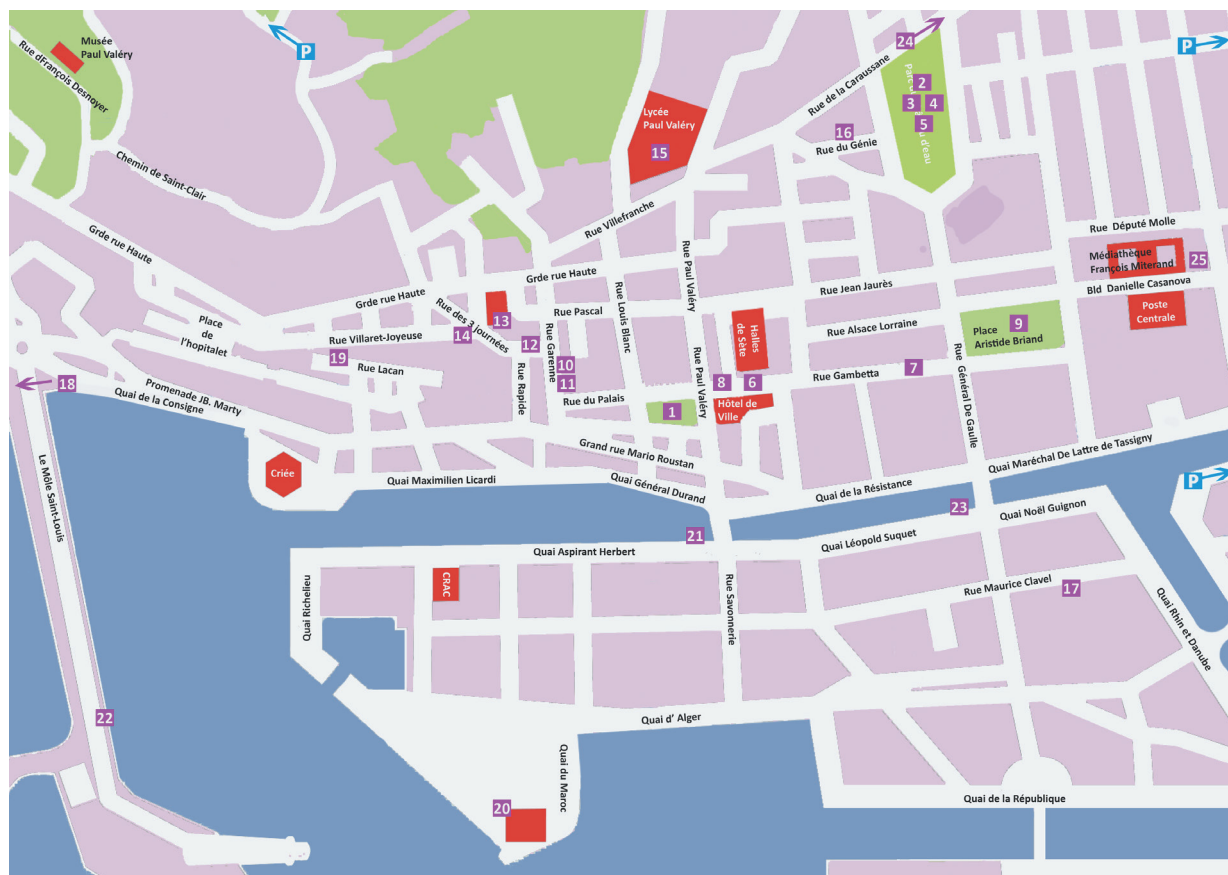 Musée
Paul Valéry
Rue dFrançois Desnoyer
P
24
P
Rue de la Caraussane
2
3
4
5
Lycée
Paul Valéry
15
16
Rue du Génie
Chemin de Saint-Clair
Rue Villefranche
Grde rue Haute
Rue Député Molle
Médiathèque
François Miterand
25
Bld Danielle Casanova
Poste
Centrale
Grde rue Haute
Grde rue Haute
Rue Paul Valéry
Rue Jean Jaurès
Place
de
l'hopitalet
Rue des 3 journées
13
Rue Pascal
Rue Louis Blanc
Halles
de Sète
Rue Alsace Lorraine
9
Place
Aristide Briand
Rue Villaret-Joyeuse
14
12
Rue Garenne
10
11
19
Rue Lacan
Rue Rapide
Rue du Palais
1
Rue Paul Valéry
8
6
Hôtel de
Ville
Rue Gambetta
7
Rue Général De Gaulle
18
Promenade JB. Marty
Quai de la Consigne
Grand rue Mario Roustan
Criée
Quai Maximilien Licardi
Quai Général Durand
Quai de la Résistance
Quai Maréchal De Lattre de Tassigny
P
Le Môle Saint-Louis
21
23
Quai Noël Guignon
Quai Aspirant Herbert
Quai Léopold Suquet
CRAC
Quai Richelieu
Rue Savonnerie
Rue Maurice Clavel
17
Quai Rhin et Danube
22
Quai d' Alger
Quai du Maroc
20
Quai de la République